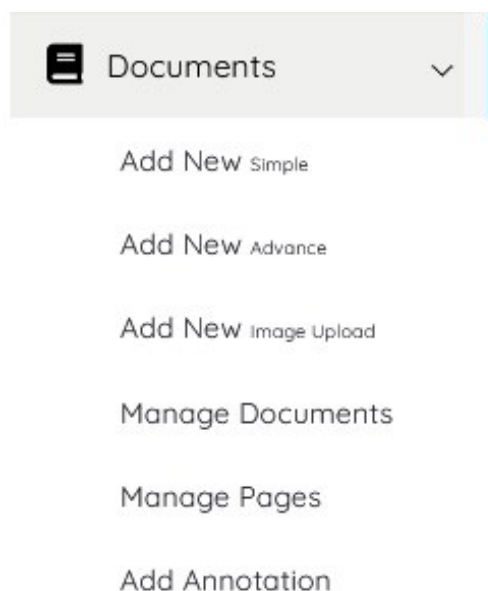 Documents
Add New Simple
Add New Advance
Add New Image Upload
Manage Documents
Manage Pages
Add Annotation